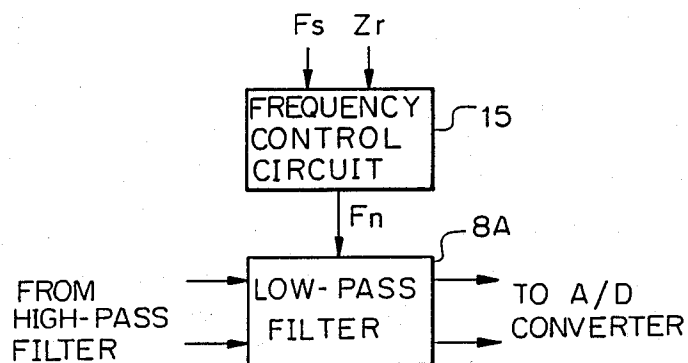 Fs Zr
FREQUENCY
CONTROL
CIRCUIT
15
Fn
8A
FROM
HIGH-PASS
FILTER
LOW-PASS
FILTER
TO A/D
CONVERTER